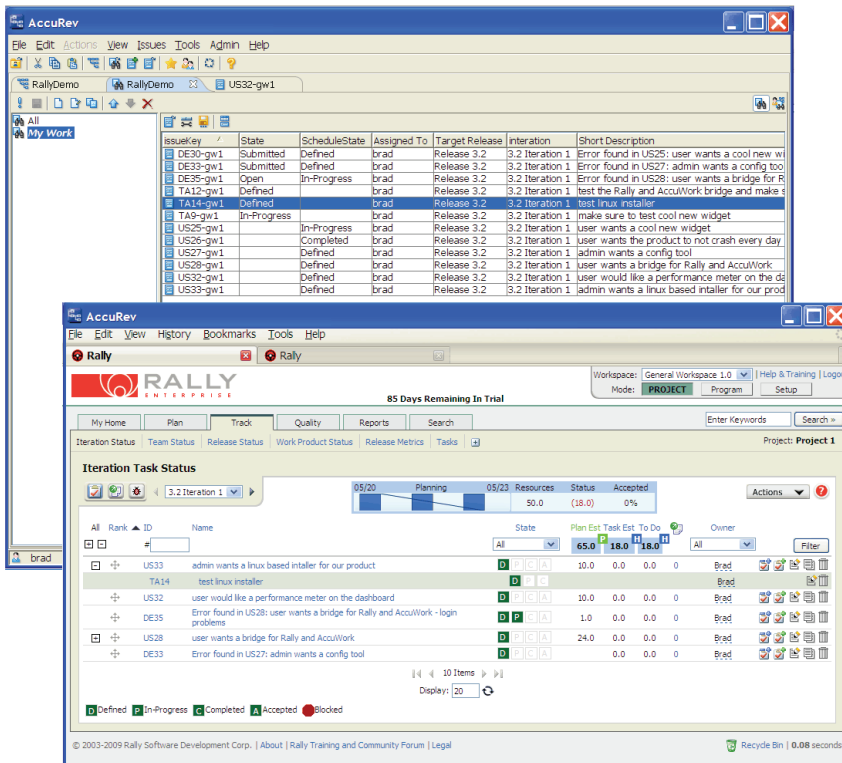 AccuRev
File Edit Actions View Issues Tools Admin Help
RallyDemo RallyDemo US32-gw1
All
My Work
issueKey State ScheduleState Assigned To Target Release interation Short Description
DE30-gw1 Submitted Defined brad Release 3.2 3.2 Iteration 1 Error found in US25: user wants a cool new wi
DE33-gw1 Submitted Defined brad Release 3.2 3.2 Iteration 1 Error found in US27: admin wants a config too
DE35-gw1 Open In-Progress brad Release 3.2 3.2 Iteration 1 Error found in US28: user wants a bridge for R
TA12-gw1 Defined brad Release 3.2 3.2 Iteration 1 test the Rally and AccuWork bridge and make s
TA14-gw1 Defined brad Release 3.2 3.2 Iteration 1 test linux installer
TA9-gw1 In-Progress brad Release 3.2 3.2 Iteration 1 make sure to test cool new widget
US25-gw1 In-Progress brad Release 3.2 3.2 Iteration 1 user wants a cool new widget
US26-gw1 Completed brad Release 3.2 3.2 Iteration 1 user wants the product to not crash every day
US27-gw1 Defined brad Release 3.2 3.2 Iteration 1 admin wants a config tool
US28-gw1 Defined brad Release 3.2 3.2 Iteration 1 user wants a bridge for Rally and AccuWork
US32-gw1 Defined brad Release 3.2 3.2 Iteration 1 user would like a performance meter on the da
US33-gw1 Defined brad Release 3.2 3.2 Iteration 1 admin wants a linux based intaller for our prod
brad
AccuRev
File Edit View History Bookmarks Tools Help
Rally Rally
RALLY
ENTERPRISE
85 Days Remaining In Trial
Workspace: General Workspace 1.0 | Help & Training | Logo
Mode: PROJECT Program Setup
My Home Plan Track Quality Reports Search Enter Keywords Search »
Iteration Status Team Status Release Status Work Product Status Release Metrics Tasks Project: Project 1
Iteration Task Status
3.2 Iteration 1
05/20 Planning 05/23 Resources Status Accepted
50.0 (18.0) 0%
Actions
All Rank ID Name State Plan Est Task Est To Do Owner
# All 65.0 P 18.0 H 18.0 H All Filter
US33 admin wants a linux based intaller for our product D P C A 10.0 0.0 0.0 0 Brad
TA14 test linux installer D P C Brad
US32 user would like a performance meter on the dashboard D P C A 10.0 0.0 0.0 0 Brad
DE35 Error found in US28: user wants a bridge for Rally and AccuWork - login problems D P C A 1.0 0.0 0.0 0 Brad
US28 user wants a bridge for Rally and AccuWork D P C A 24.0 0.0 0.0 0 Brad
DE33 Error found in US27: admin wants a config tool D P C A 0.0 0.0 0 Brad
10 Items
Display: 20
D Defined P In-Progress C Completed A Accepted Blocked
© 2003-2009 Rally Software Development Corp. | About | Rally Training and Community Forum | Legal
Recycle Bin | 0.08 seconds